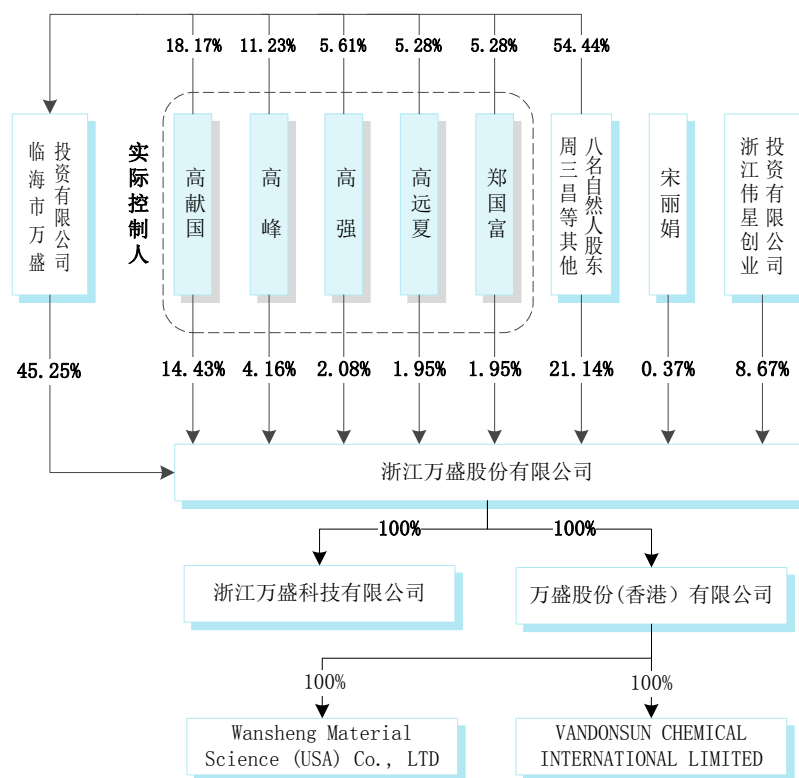 18.17% 11.23% 5.61% 5.28% 5.28% 54.44%
临海市万盛
投资有限公司
实际控制人
高献国
高峰
高强
高远夏
郑国富
周三昌等其他
八名自然人股东
宋丽娟
浙江伟星创业
投资有限公司
45.25% 14.43% 4.16% 2.08% 1.95% 1.95% 21.14% 0.37% 8.67%
浙江万盛股份有限公司
100% 100%
浙江万盛科技有限公司
万盛股份(香港）有限公司
100% 100%
Wansheng Material
Science (USA) Co., LTD
VANDONSUN CHEMICAL
INTERNATIONAL LIMITED